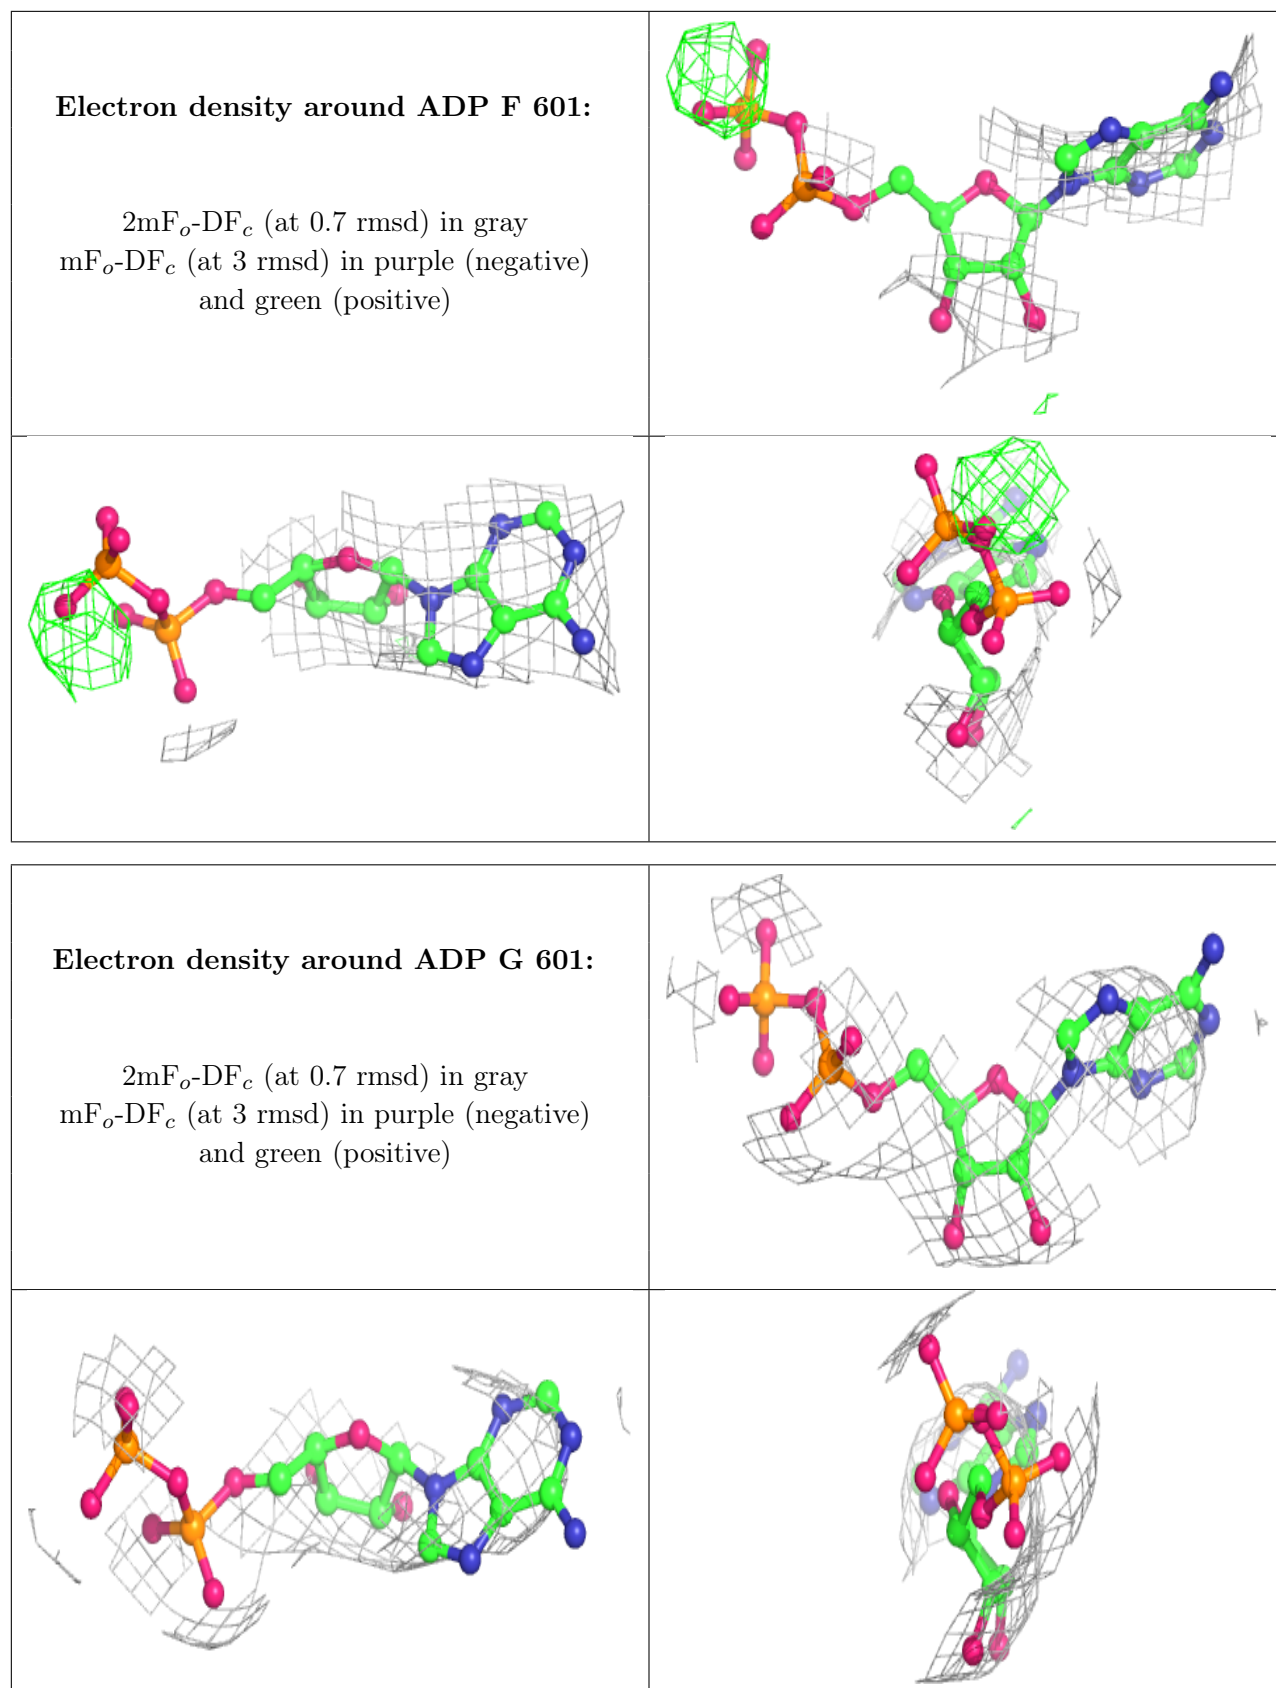 Electron density around ADP F 601:
2mFₒ-DF𝑐 (at 0.7 rmsd) in gray
mFₒ-DF𝑐 (at 3 rmsd) in purple (negative)
and green (positive)
Electron density around ADP G 601:
2mFₒ-DF𝑐 (at 0.7 rmsd) in gray
mFₒ-DF𝑐 (at 3 rmsd) in purple (negative)
and green (positive)